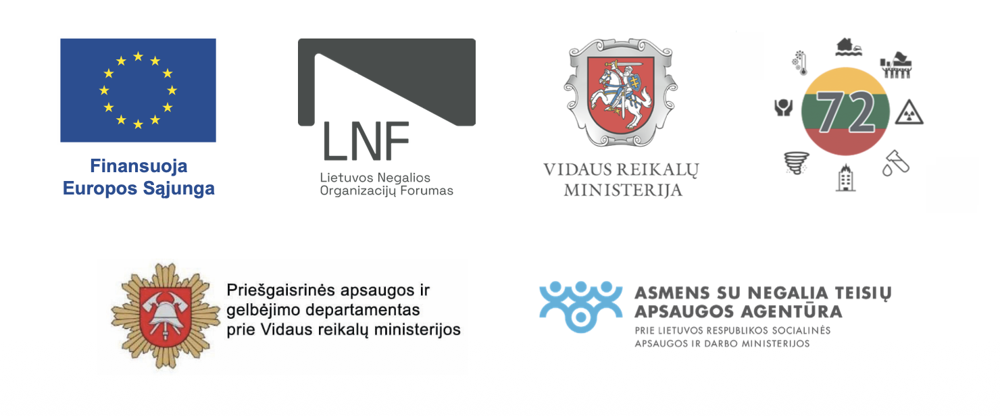 Finansuoja
Europos Sąjunga
LNF
Lietuvos Negalios
Organizacijų Forumas
VIDAUS REIKALŲ
MINISTERIJA
72
Priešgaisrinės apsaugos ir
gelbėjimo departamentas
prie Vidaus reikalų ministerijos
ASMENS SU NEGALIA TEISIŲ
APSAUGOS AGENTŪRA
PRIE LIETUVOS RESPUBLIKOS SOCIALINĖS
APSAUGOS IR DARBO MINISTERIJOS